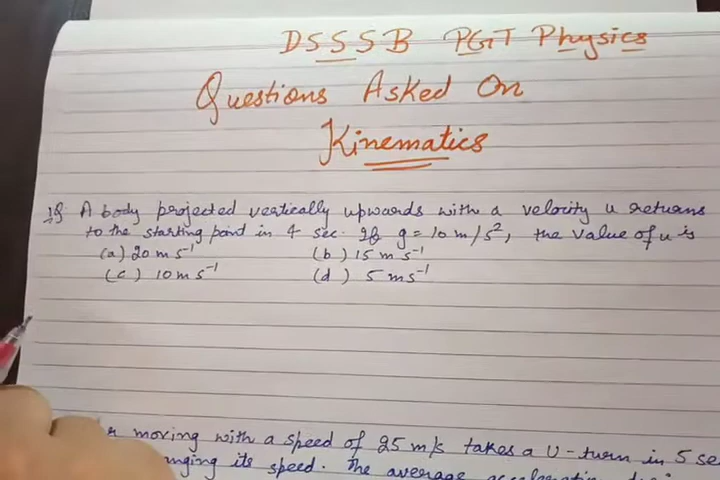 DSSSB PGT Physics
Questions Asked On
Kinematics
1) A body projected vertically upwards with a velocity u returns
to the starting point in 4 sec. If g = 10 m/s², the value of u is
(a) 20 m s⁻¹ (b) 15 m s⁻¹
(c) 10 m s⁻¹ (d) 5 m s⁻¹
moving with a speed of 25 m/s takes a U-turn in 5
its speed. The average